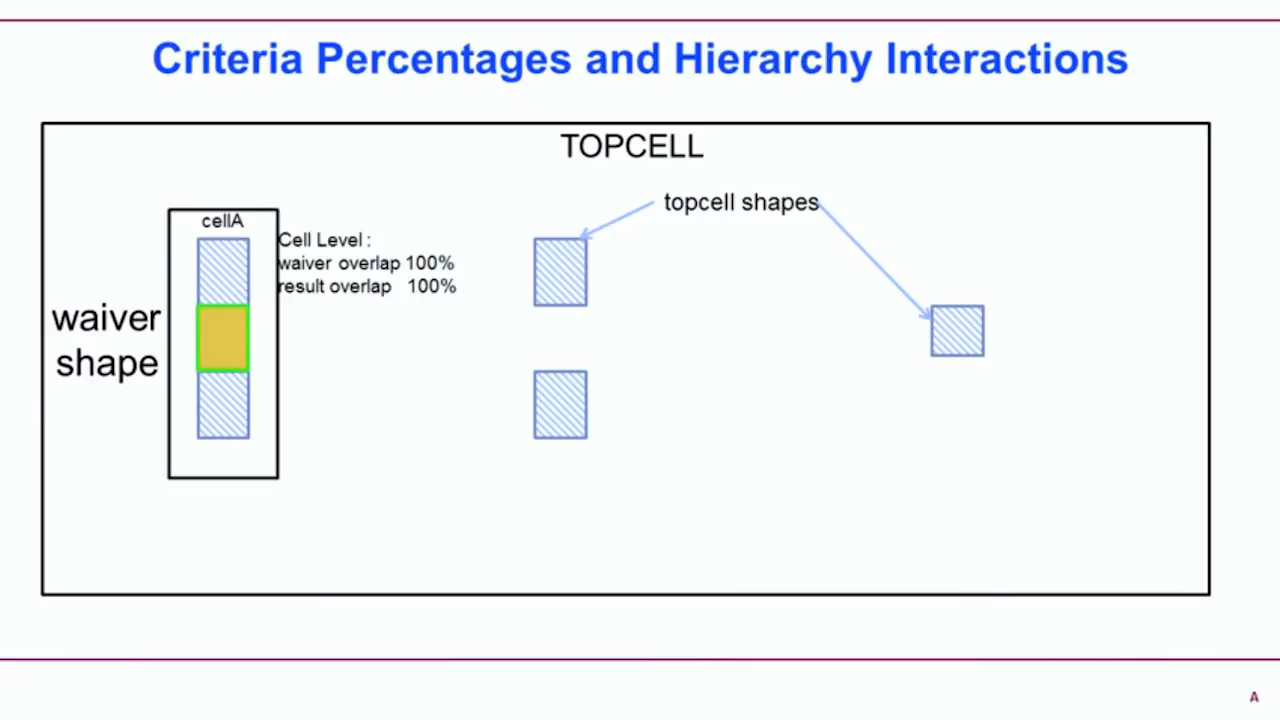 Criteria Percentages and Hierarchy Interactions
TOPCELL
topcell shapes
cellA
Cell Level :
waiver overlap 100%
result overlap 100%
waiver
shape
A